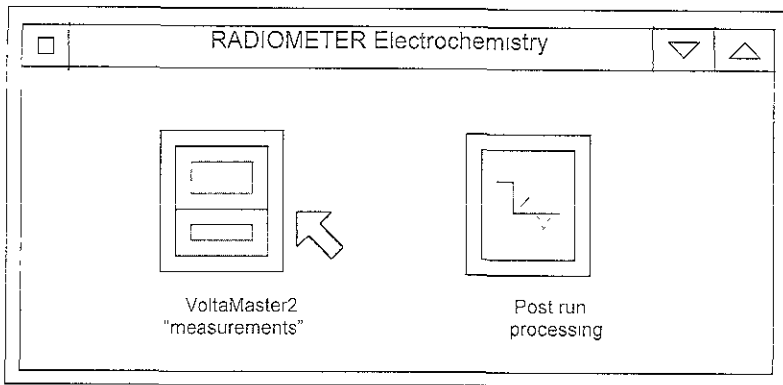 RADIOMETER Electrochemistry
VoltaMaster2
"measurements"
Post run
processing